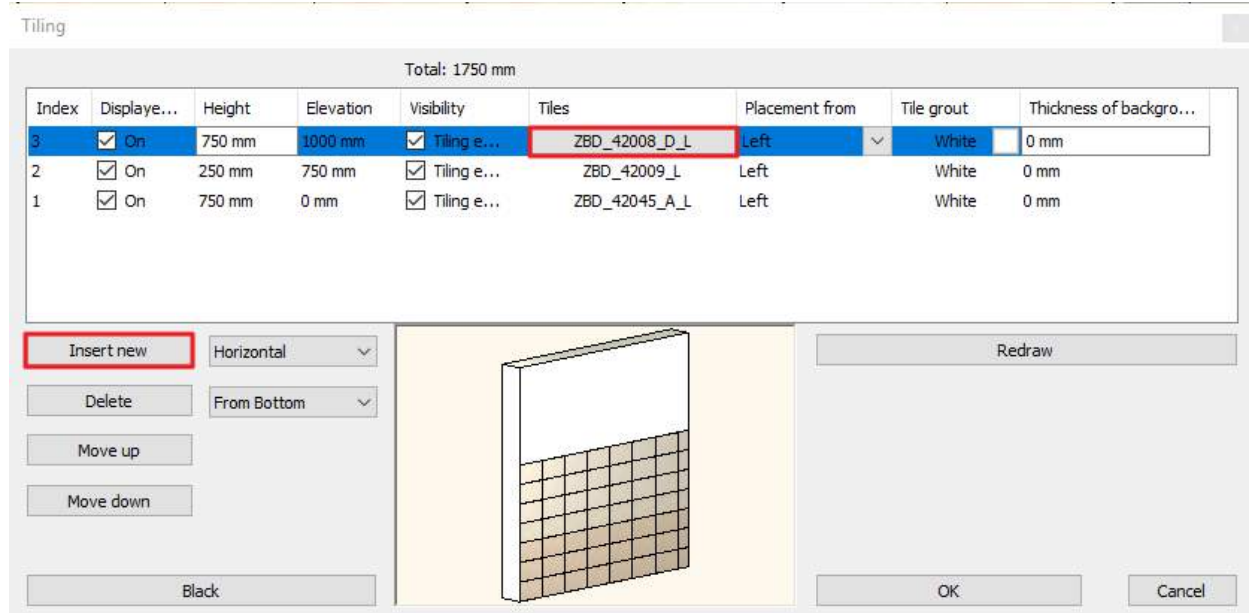 Tiling
Total: 1750 mm
Index Displaye... Height Elevation Visibility Tiles Placement from Tile grout Thickness of backgro...
3 On 750 mm 1000 mm Tiling e... ZBD_42008_D_L Left White 0 mm
2 On 250 mm 750 mm Tiling e... ZBD_42009_L Left White 0 mm
1 On 750 mm 0 mm Tiling e... ZBD_42045_A_L Left White 0 mm
Insert new Horizontal Redraw
Delete From Bottom
Move up
Move down
Black OK Cancel